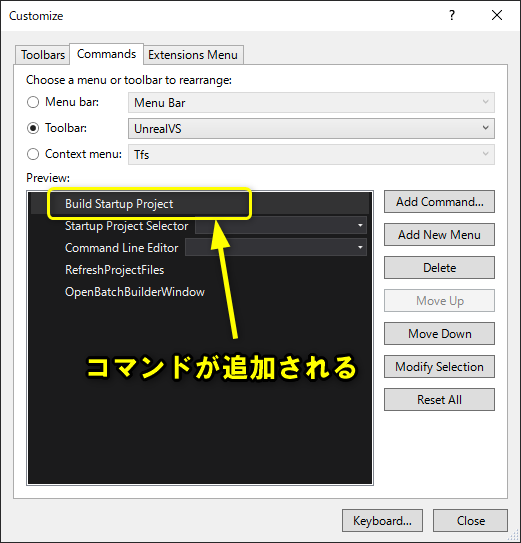 Customize
Toolbars Commands Extensions Menu
Choose a menu or toolbar to rearrange:
Menu bar: Menu Bar
Toolbar: UnrealVS
Context menu: Tfs
Preview:
Build Startup Project
Startup Project Selector
Command Line Editor
RefreshProjectFiles
OpenBatchBuilderWindow
コマンドが追加される
Add Command...
Add New Menu
Delete
Move Up
Move Down
Modify Selection
Reset All
Keyboard... Close